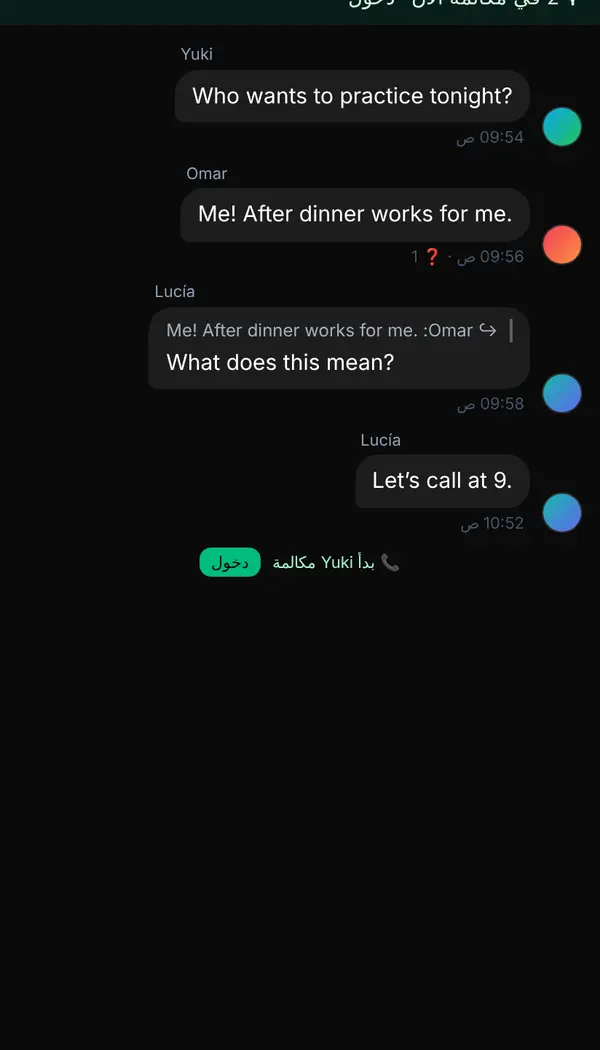 Yuki
Who wants to practice tonight?
09:54 ص
Omar
Me! After dinner works for me.
09:56 ص · ❓ 1
Lucía
↪ Omar: Me! After dinner works for me.
What does this mean?
09:58 ص
Lucía
Let’s call at 9.
10:52 ص
📞 بدأ Yuki مكالمة
دخول